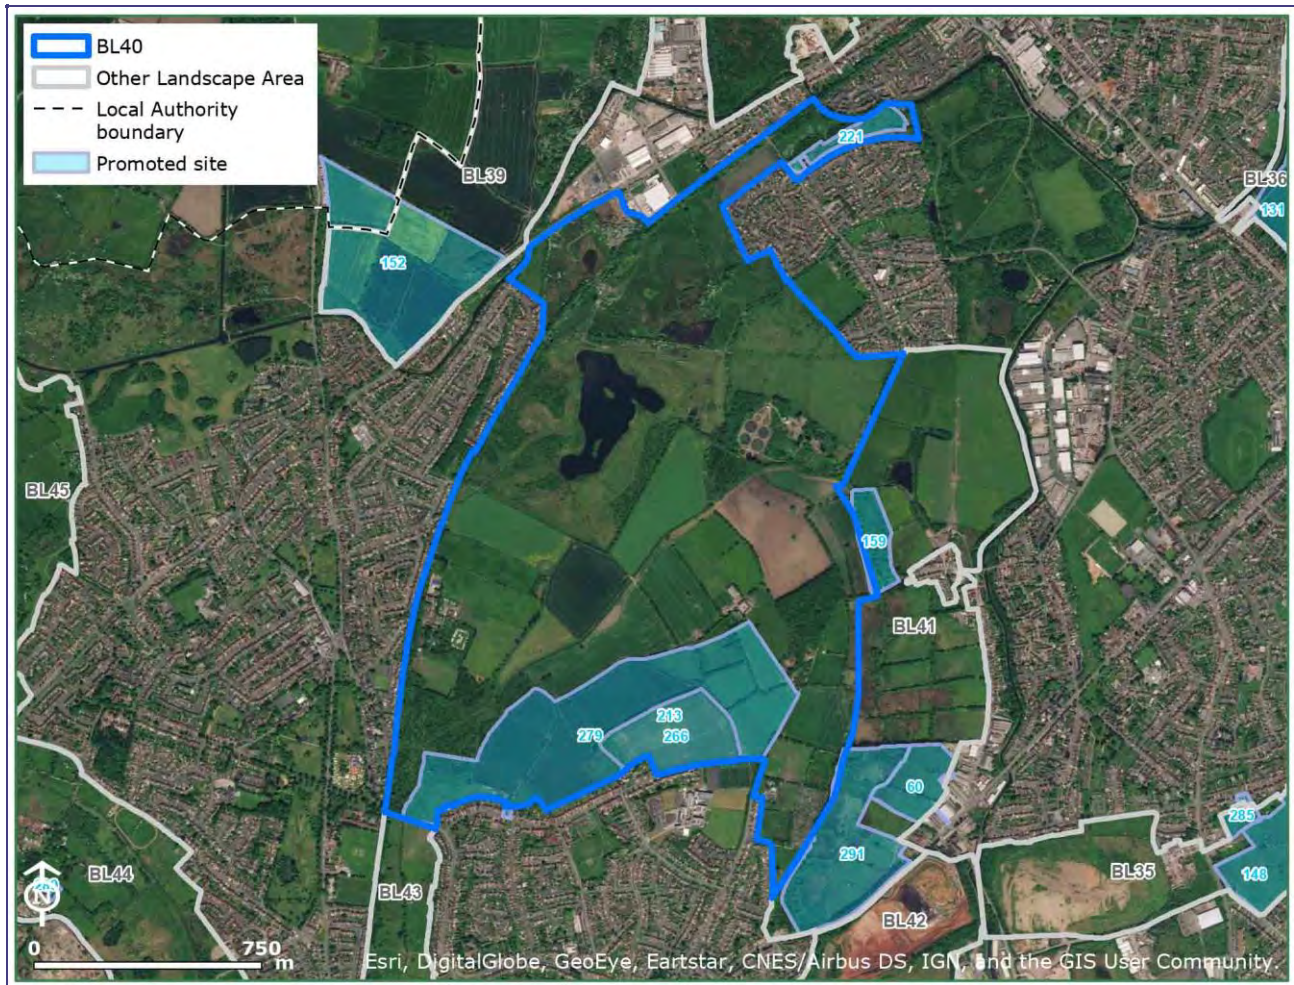 BL40
Other Landscape Area
Local Authority
boundary
Promoted site
221
BL39
BL36
131
152
BL45
159
BL41
213
279
266
60
285
291
BL35
148
BL44
BL43
BL42
N
0
750
m
Esri, DigitalGlobe, GeoEye, Eartstar, CNES/Airbus DS, IGN, and the GIS User Community.